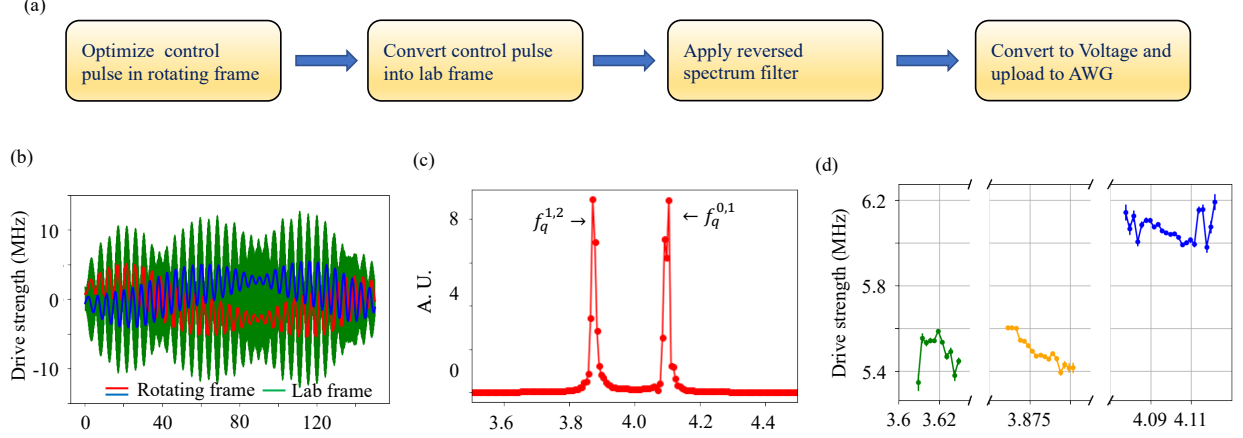 (a)
Optimize control
pulse in rotating frame
Convert control pulse
into lab frame
Apply reversed
spectrum filter
Convert to Voltage and
upload to AWG
(b)
Drive strength (MHz)
10
0
-10
Rotating frame
Lab frame
0
40
80
120
(c)
A. U.
8
4
0
f_q^{1,2} →
← f_q^{0,1}
3.6
3.8
4.0
4.2
4.4
(d)
Drive strength (MHz)
6.2
5.8
5.4
3.6
3.62
3.875
4.09
4.11